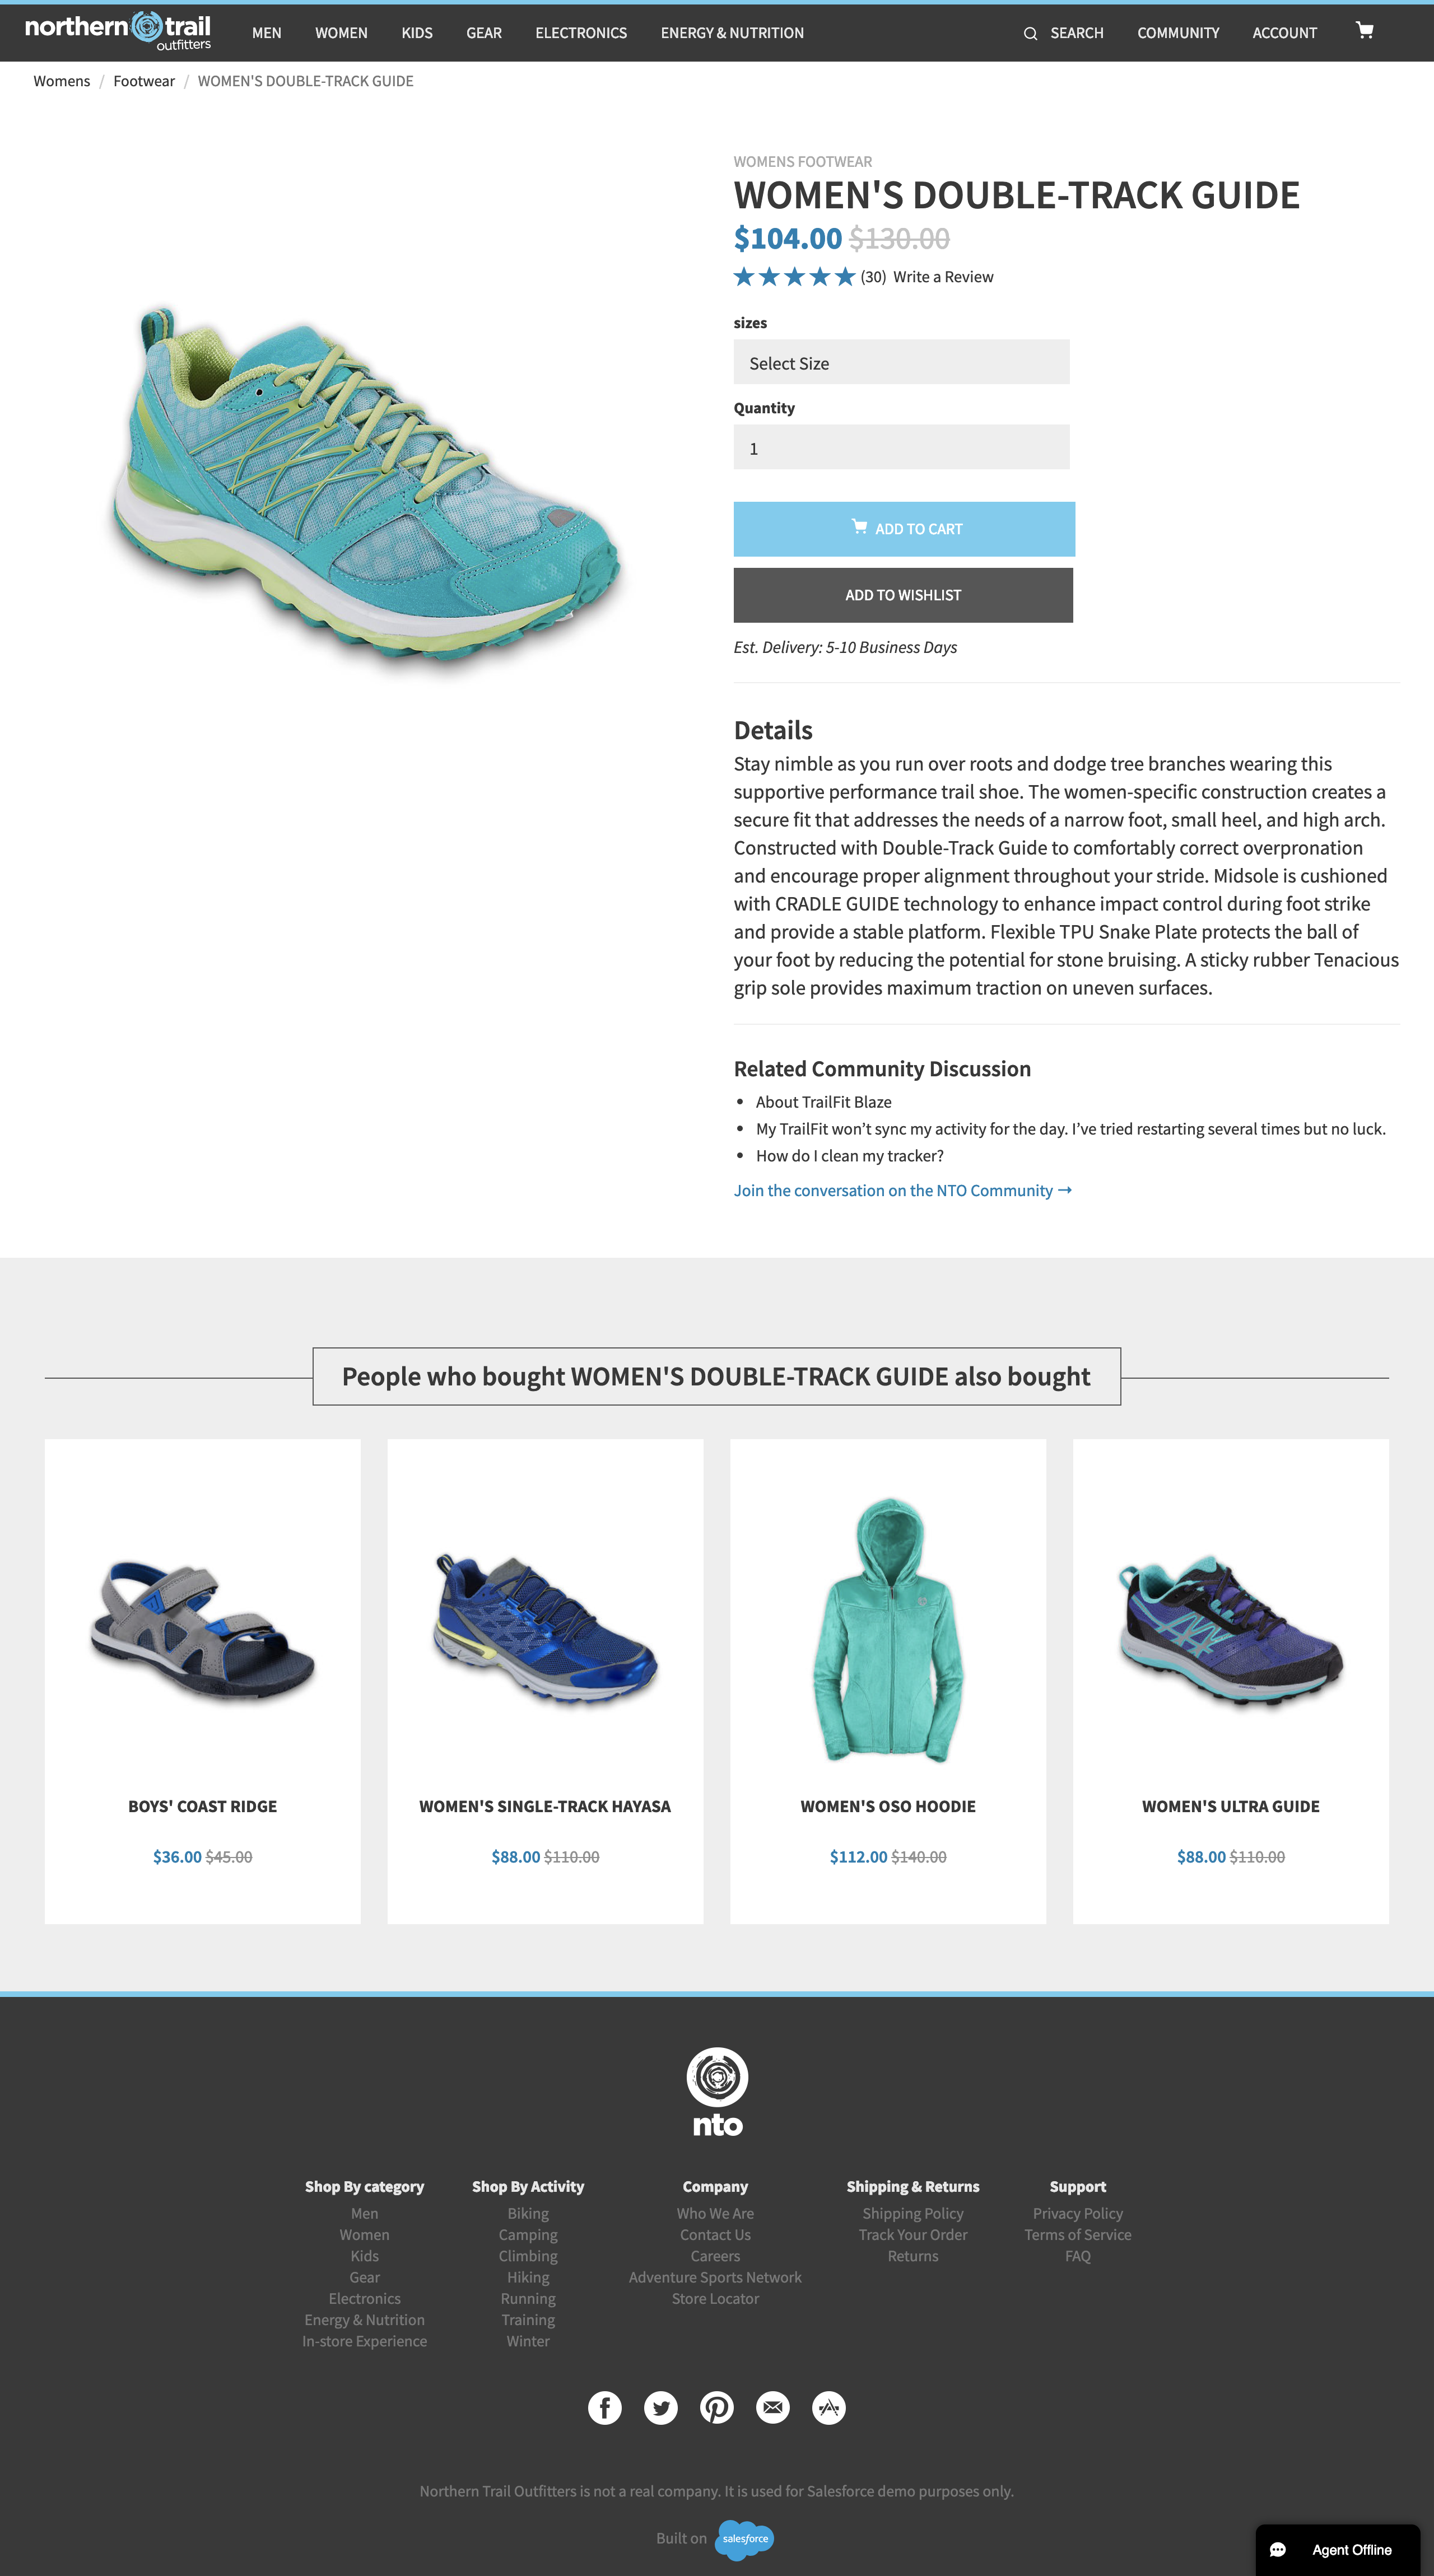 northern trail
outfitters
MEN WOMEN KIDS GEAR ELECTRONICS ENERGY & NUTRITION SEARCH COMMUNITY ACCOUNT
Womens / Footwear / WOMEN'S DOUBLE-TRACK GUIDE
WOMENS FOOTWEAR
WOMEN'S DOUBLE-TRACK GUIDE
$104.00 $130.00
(30) Write a Review
sizes
Select Size
Quantity
1
ADD TO CART
ADD TO WISHLIST
Est. Delivery: 5-10 Business Days
Details
Stay nimble as you run over roots and dodge tree branches wearing this
supportive performance trail shoe. The women-specific construction creates a
secure fit that addresses the needs of a narrow foot, small heel, and high arch.
Constructed with Double-Track Guide to comfortably correct overpronation
and encourage proper alignment throughout your stride. Midsole is cushioned
with CRADLE GUIDE technology to enhance impact control during foot strike
and provide a stable platform. Flexible TPU Snake Plate protects the ball of
your foot by reducing the potential for stone bruising. A sticky rubber Tenacious
grip sole provides maximum traction on uneven surfaces.
Related Community Discussion
• About TrailFit Blaze
• My TrailFit won’t sync my activity for the day. I’ve tried restarting several times but no luck.
• How do I clean my tracker?
Join the conversation on the NTO Community →
People who bought WOMEN'S DOUBLE-TRACK GUIDE also bought
BOYS' COAST RIDGE
$36.00 $45.00
WOMEN'S SINGLE-TRACK HAYASA
$88.00 $110.00
WOMEN'S OSO HOODIE
$112.00 $140.00
WOMEN'S ULTRA GUIDE
$88.00 $110.00
nto
Shop By category
Men
Women
Kids
Gear
Electronics
Energy & Nutrition
In-store Experience
Shop By Activity
Biking
Camping
Climbing
Hiking
Running
Training
Winter
Company
Who We Are
Contact Us
Careers
Adventure Sports Network
Store Locator
Shipping & Returns
Shipping Policy
Track Your Order
Returns
Support
Privacy Policy
Terms of Service
FAQ
Northern Trail Outfitters is not a real company. It is used for Salesforce demo purposes only.
Built on salesforce
Agent Offline